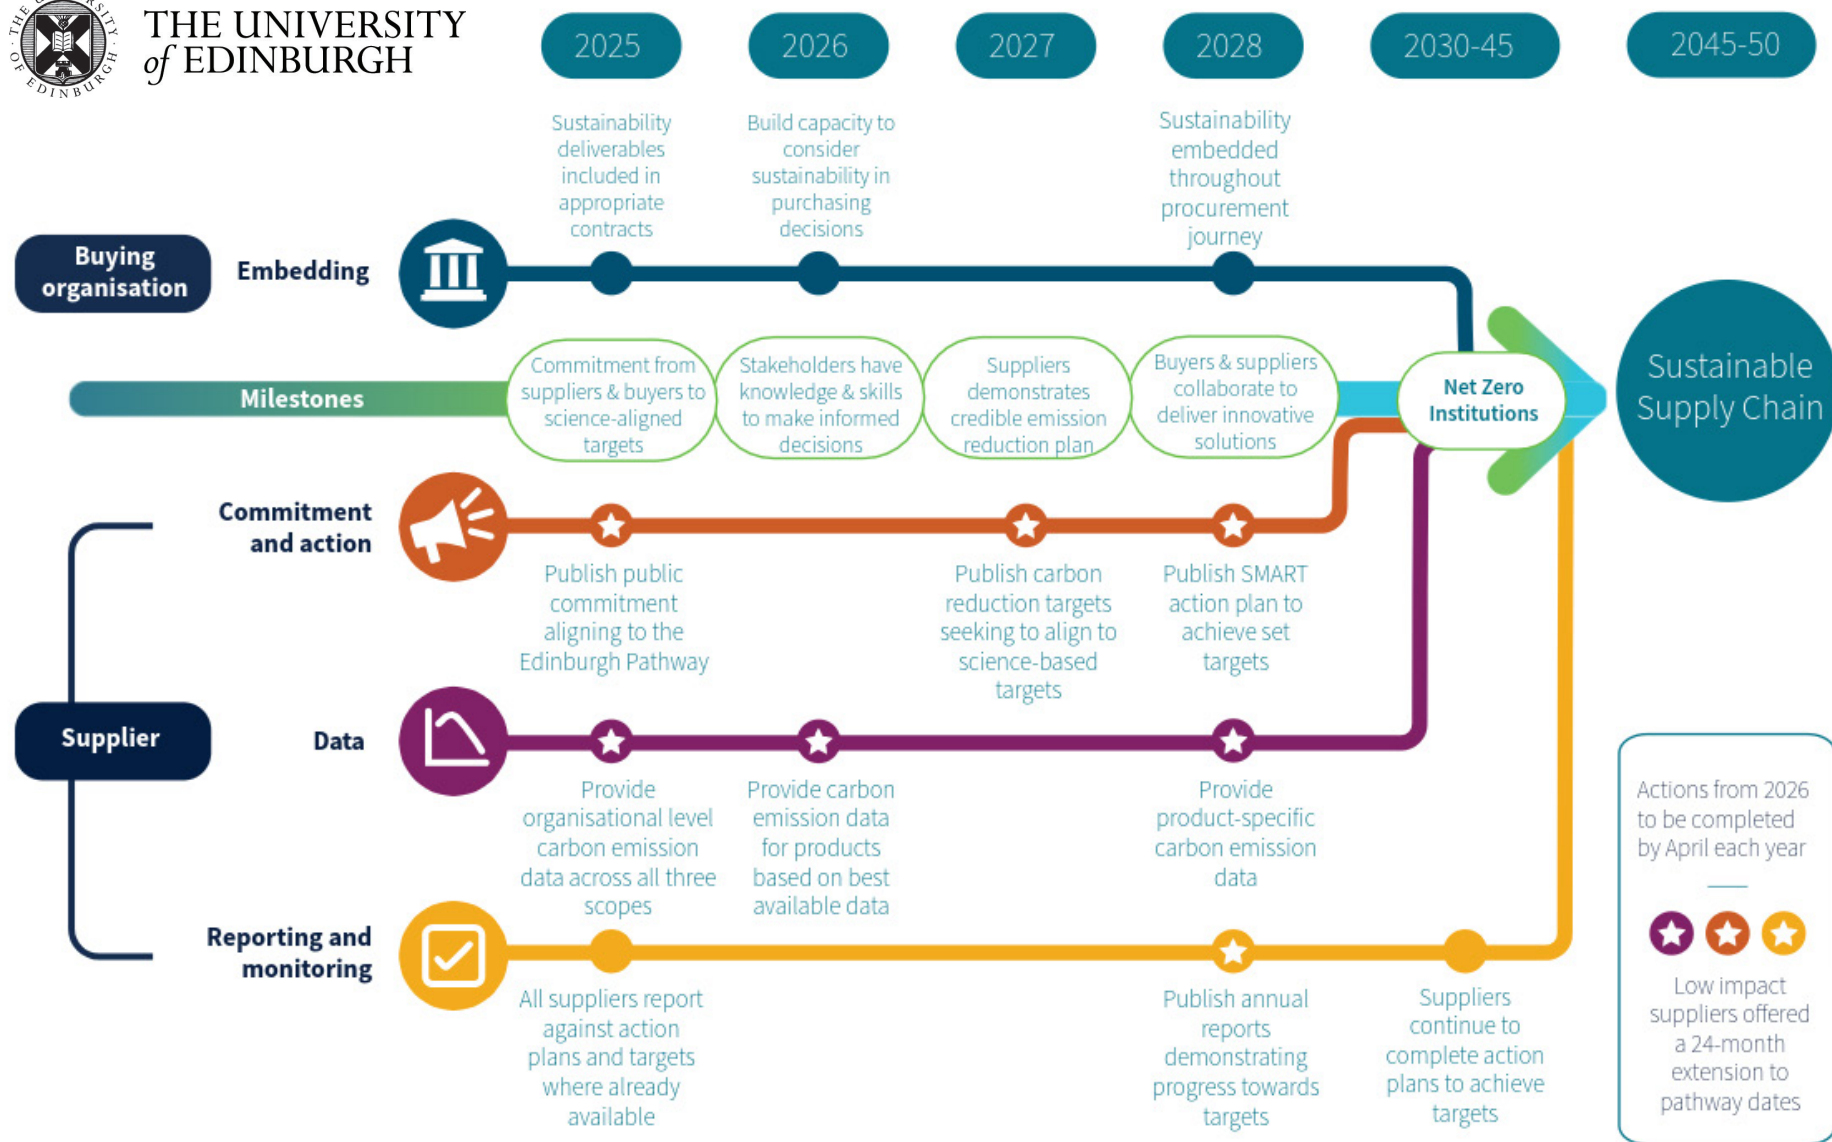 THE UNIVERSITY
of EDINBURGH
THE UNIVERSITY OF EDINBURGH
2025
2026
2027
2028
2030-45
2045-50
Sustainability
deliverables
included in
appropriate
contracts
Build capacity to
consider
sustainability in
purchasing
decisions
Sustainability
embedded
throughout
procurement
journey
Buying
organisation
Embedding
Milestones
Commitment from
suppliers & buyers to
science-aligned
targets
Stakeholders have
knowledge & skills
to make informed
decisions
Suppliers
demonstrates
credible emission
reduction plan
Buyers & suppliers
collaborate to
deliver innovative
solutions
Net Zero
Institutions
Sustainable
Supply Chain
Commitment
and action
Publish public
commitment
aligning to the
Edinburgh Pathway
Publish carbon
reduction targets
seeking to align to
science-based
targets
Publish SMART
action plan to
achieve set
targets
Supplier
Data
Provide
organisational level
carbon emission
data across all three
scopes
Provide carbon
emission data
for products
based on best
available data
Provide
product-specific
carbon emission
data
Reporting and
monitoring
All suppliers report
against action
plans and targets
where already
available
Publish annual
reports
demonstrating
progress towards
targets
Suppliers
continue to
complete action
plans to achieve
targets
Actions from 2026
to be completed
by April each year
Low impact
suppliers offered
a 24-month
extension to
pathway dates